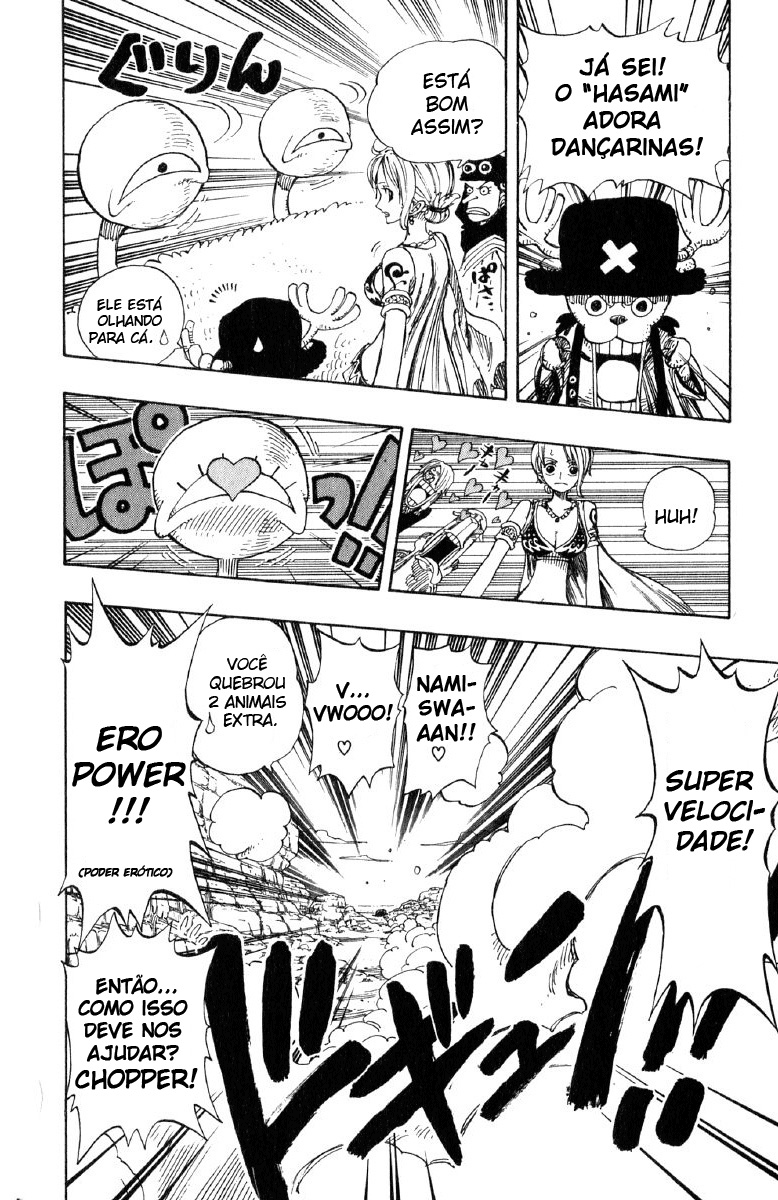 JÁ SEI!
O "HASAMI"
ADORA
DANÇARINAS!
ESTÁ
BOM
ASSIM?
ぐりん
ぱさ
ELE ESTÁ
OLHANDO
PARA CÁ.
HUH!
ぽっ!!
SUPER
VELOCI-
DADE!
NAMI-
SWA-
AAN!!
♡
V...
VWOOO!
♡
VOCÊ
QUEBROU
2 ANIMAIS
EXTRA.
ERO
POWER
!!!
(PODER ERÓTICO)
ドギュン!!
ENTÃO...
COMO ISSO
DEVE NOS
AJUDAR?
CHOPPER!